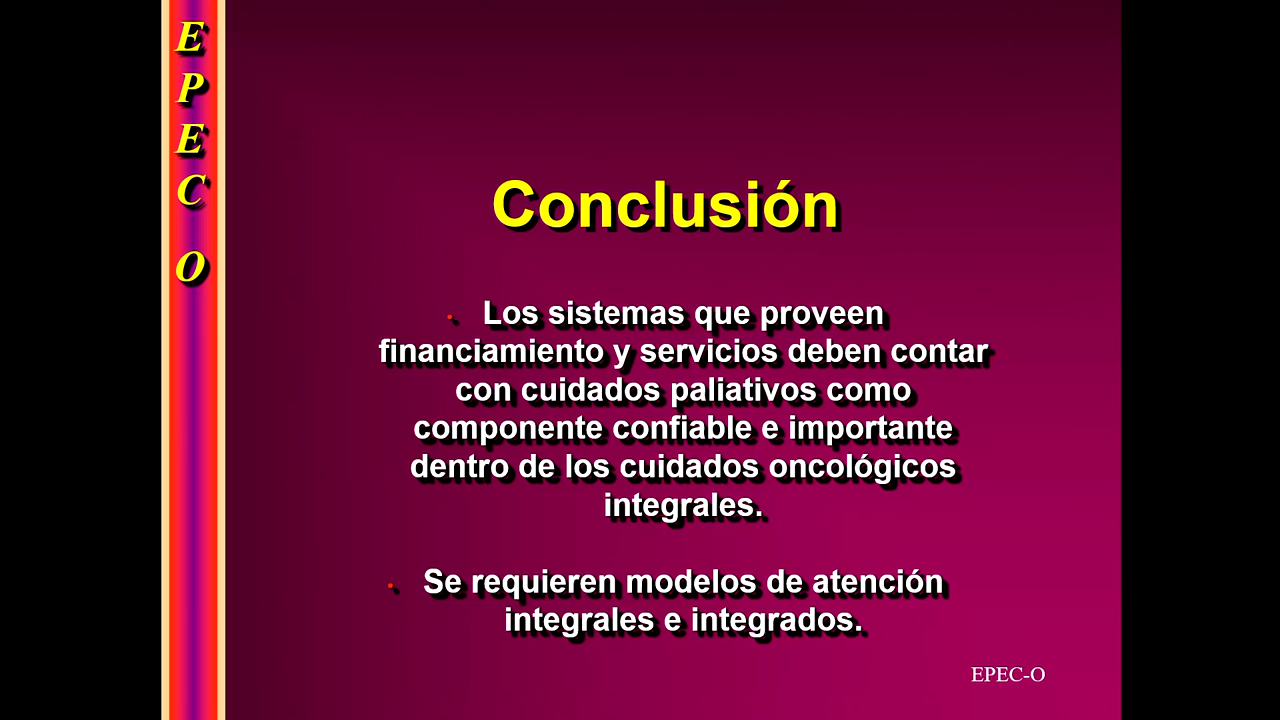 E
P
E
C
O
Conclusión
• Los sistemas que proveen
financiamiento y servicios deben contar
con cuidados paliativos como
componente confiable e importante
dentro de los cuidados oncológicos
integrales.
• Se requieren modelos de atención
integrales e integrados.
EPEC-O